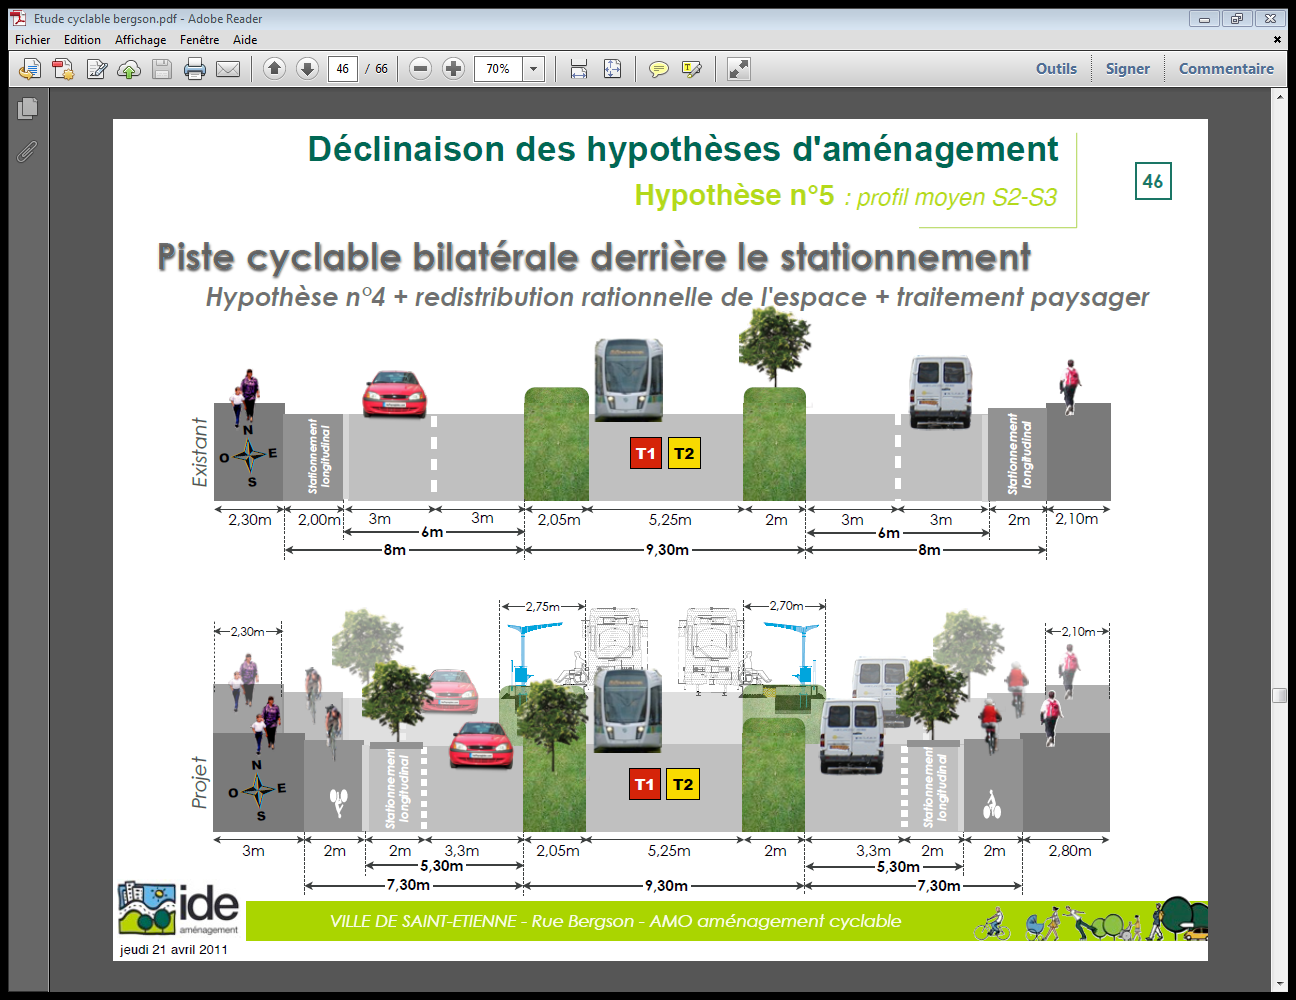 Etude cyclable bergson.pdf - Adobe Reader
Fichier Edition Affichage Fenêtre Aide
46 / 66 70% Outils Signer Commentaire
Déclinaison des hypothèses d'aménagement
Hypothèse n°5 : profil moyen S2-S3
46
Piste cyclable bilatérale derrière le stationnement
Hypothèse n°4 + redistribution rationnelle de l'espace + traitement paysager
Existant
N
O E
S
Stationnement
longitudinal
T1 T2
Stationnement
longitudinal
2,30m 2,00m 3m 3m 2,05m 5,25m 2m 3m 3m 2m 2,10m
6m 6m
8m 9,30m 8m
2,75m 2,70m
2,30m 2,10m
Projet
N
O E
S
Stationnement
longitudinal
T1 T2
Stationnement
longitudinal
3m 2m 2m 3,3m 2,05m 5,25m 2m 3,3m 2m 2m 2,80m
5,30m 5,30m
7,30m 9,30m 7,30m
ide
aménagement
VILLE DE SAINT-ETIENNE - Rue Bergson - AMO aménagement cyclable
jeudi 21 avril 2011